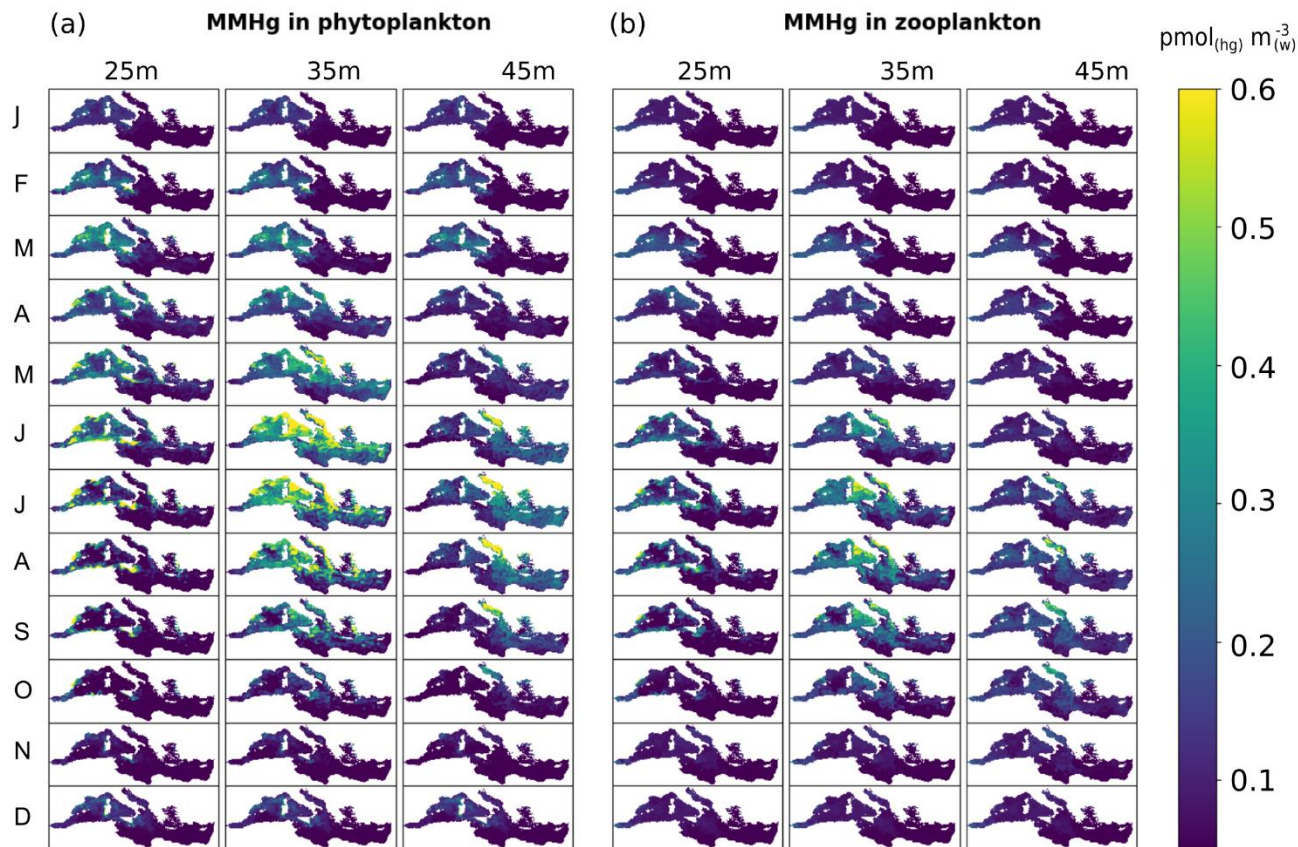 (a) MMHg in phytoplankton (b) MMHg in zooplankton
pmol(hg) m-3(w)
25m 35m 45m 25m 35m 45m
0.6
J
F
M
0.5
A
0.4
M
J
0.3
J
A
S
0.2
O
N
0.1
D